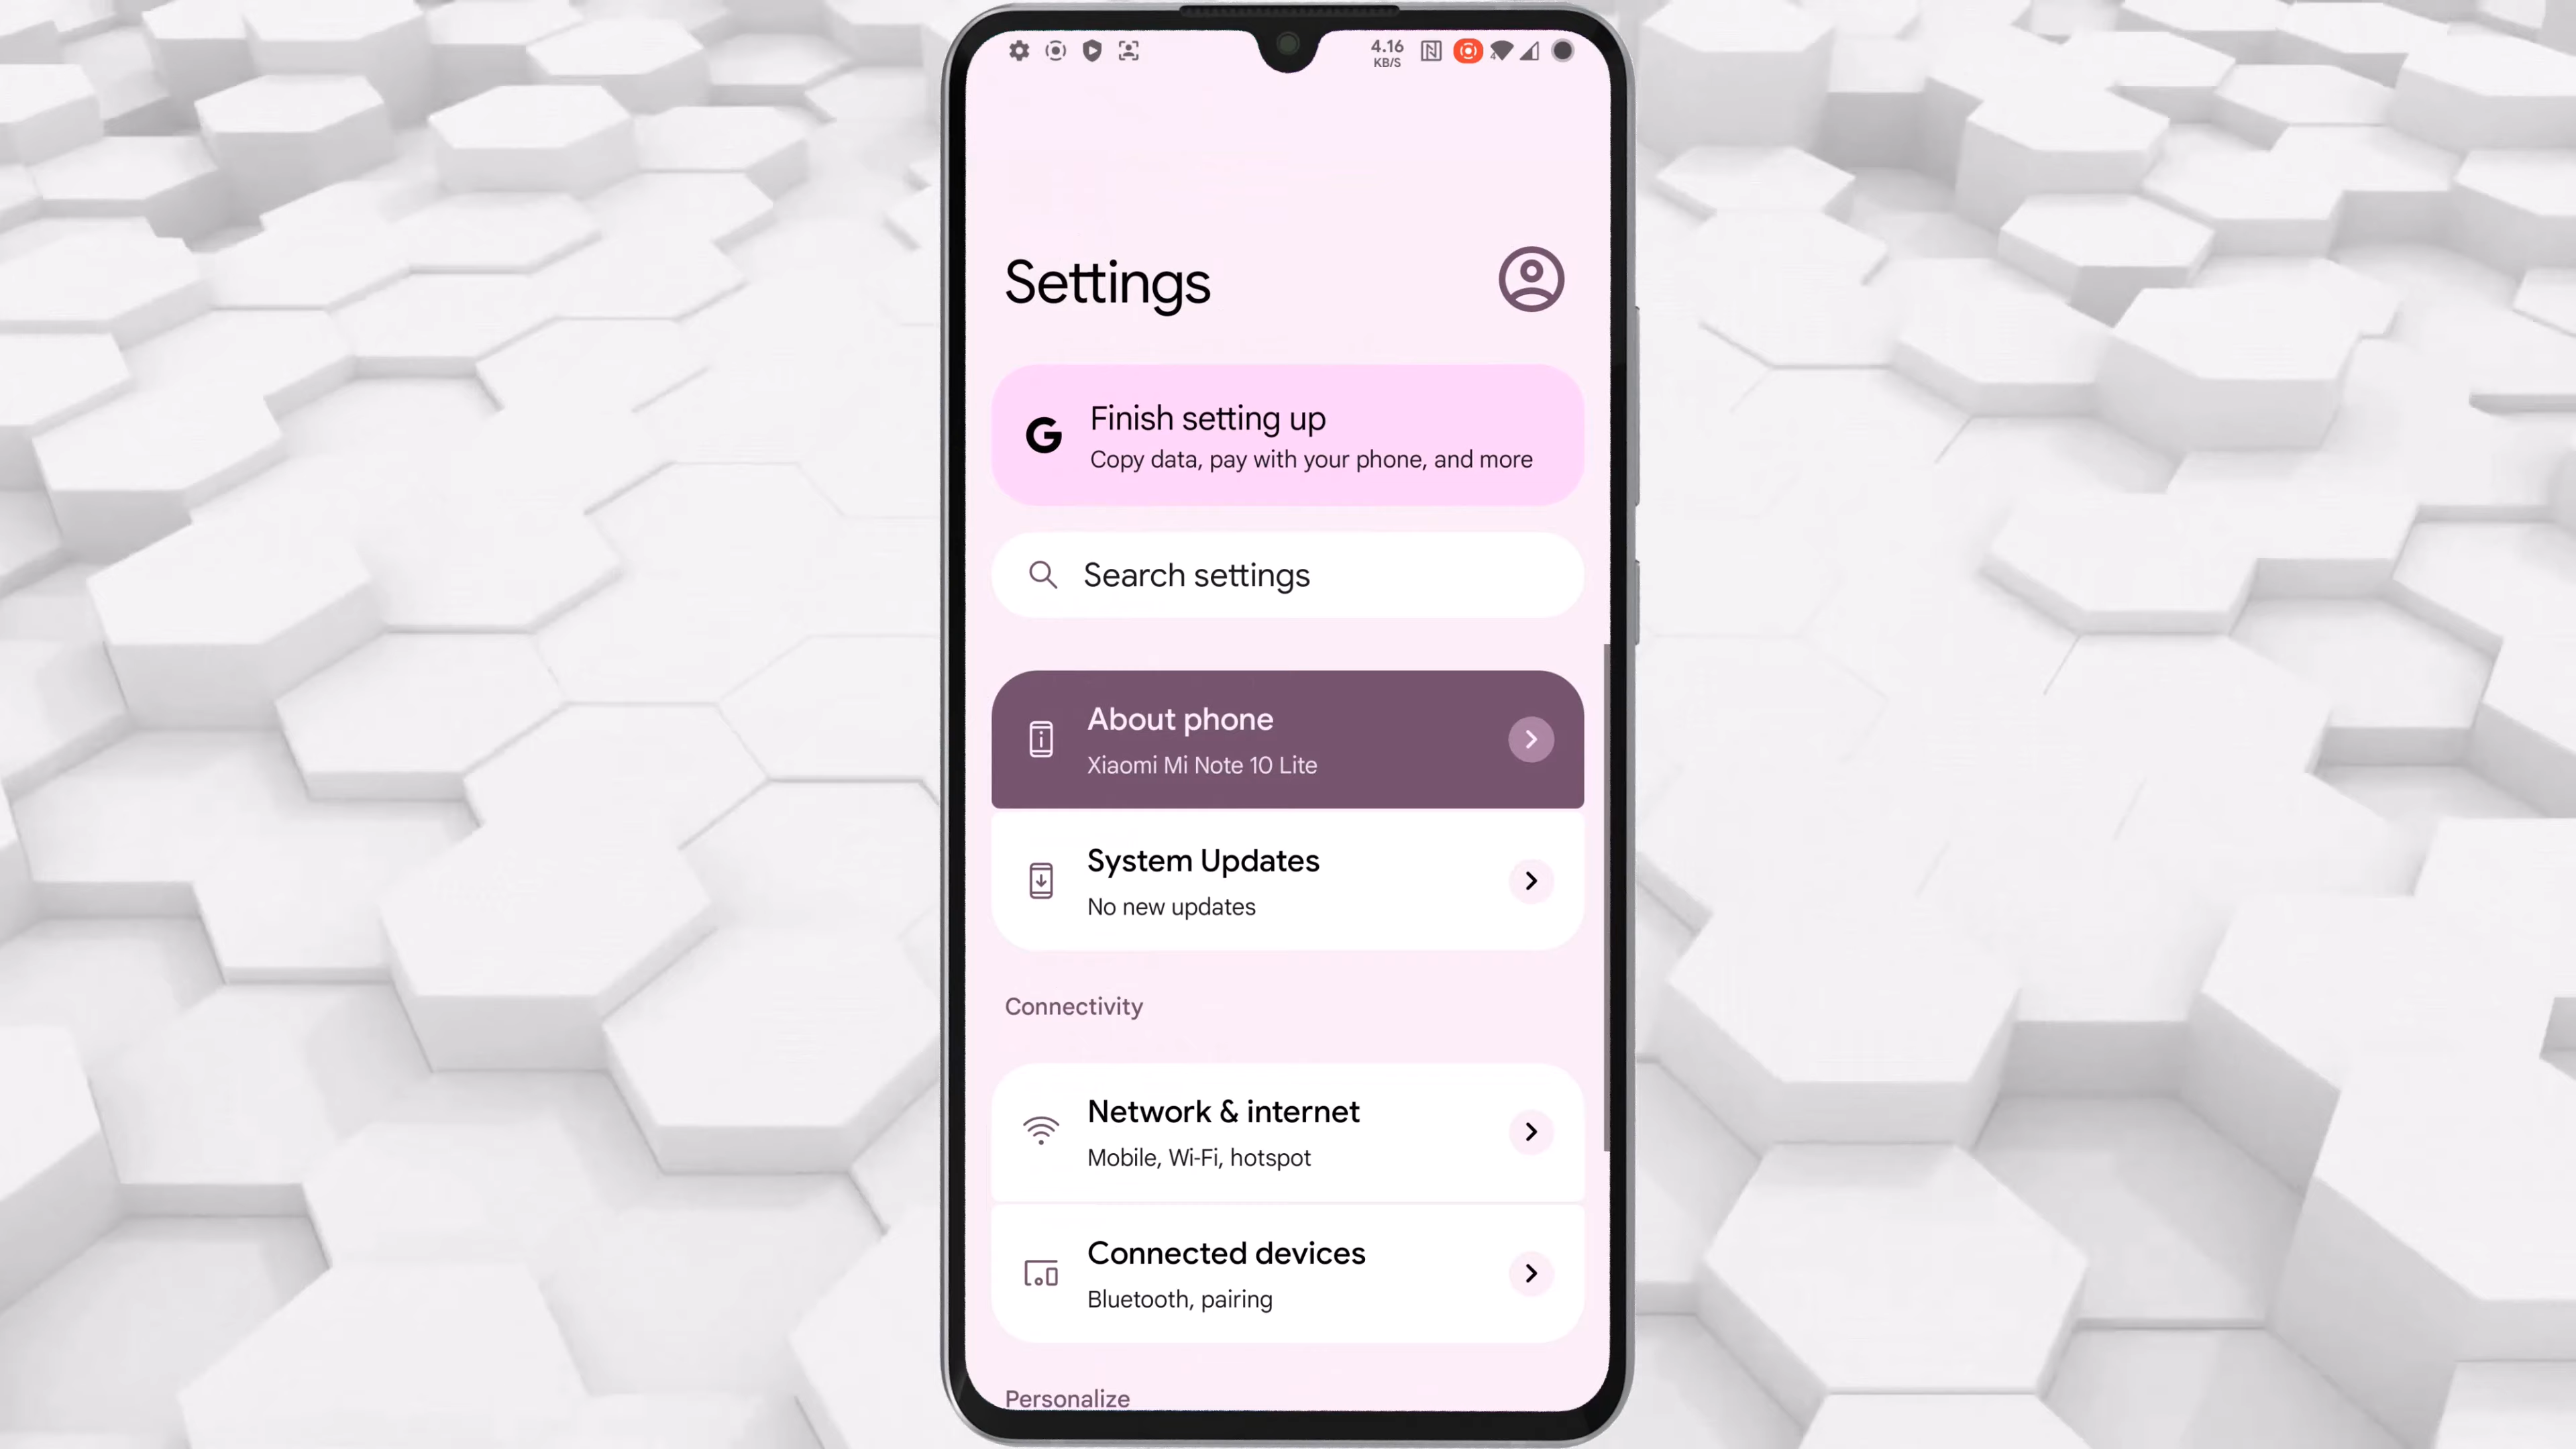 4.16
KB/S
Settings
Finish setting up
Copy data, pay with your phone, and more
Search settings
About phone
Xiaomi Mi Note 10 Lite
System Updates
No new updates
Connectivity
Network & internet
Mobile, Wi-Fi, hotspot
Connected devices
Bluetooth, pairing
Personalize